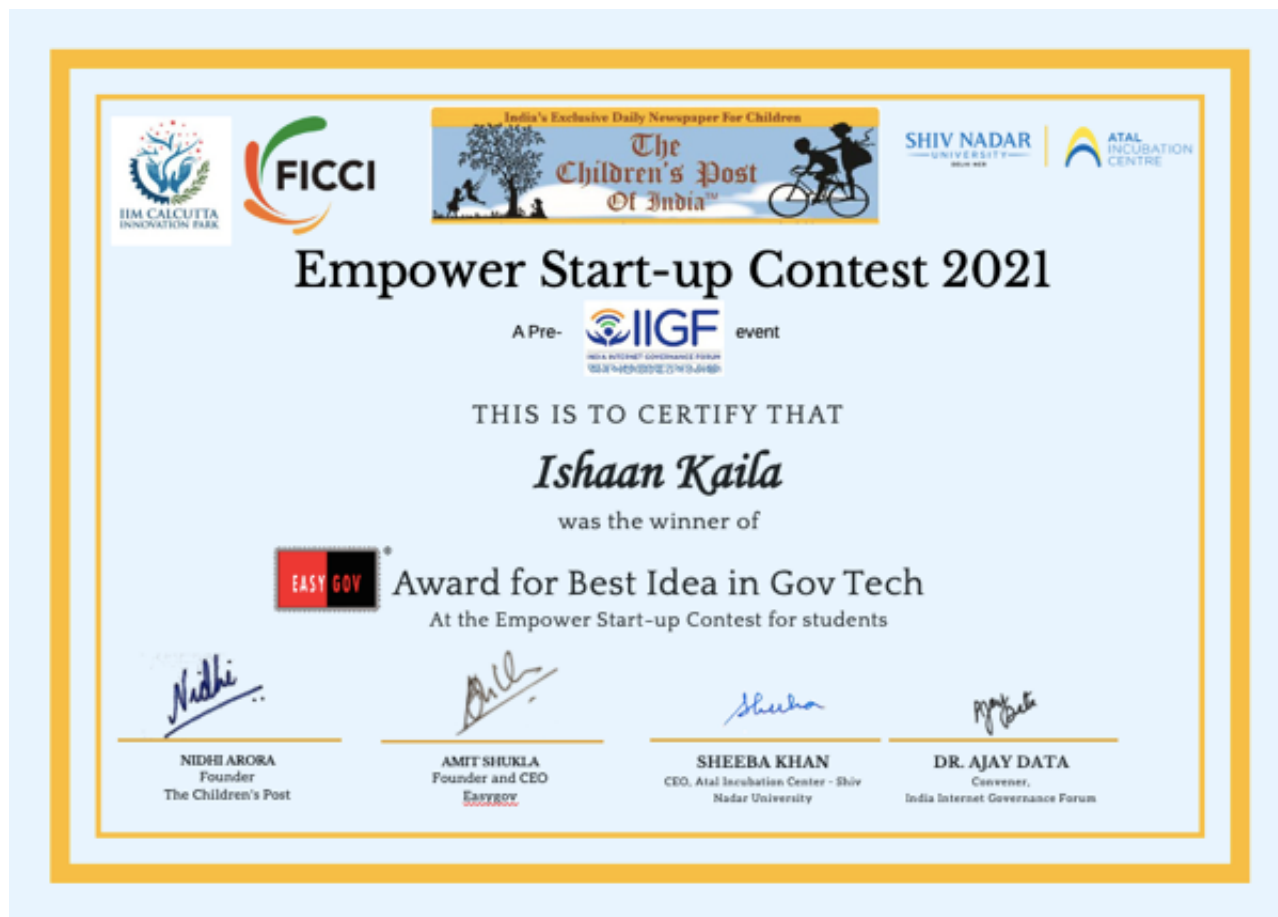 IIM CALCUTTA
INNOVATION PARK
FICCI
India's Exclusive Daily Newspaper For Children
The
Children's Post
Of India™
SHIV NADAR
UNIVERSITY
DELHI NCR
ATAL
INCUBATION
CENTRE
Empower Start-up Contest 2021
A Pre- IIGF event
INDIA INTERNET GOVERNANCE FORUM
THIS IS TO CERTIFY THAT
Ishaan Kaila
was the winner of
EASY GOV ® Award for Best Idea in Gov Tech
At the Empower Start-up Contest for students
Nidhi
Sheeba
Ajay Data
NIDHI ARORA
Founder
The Children's Post
AMIT SHUKLA
Founder and CEO
Easygov
SHEEBA KHAN
CEO, Atal Incubation Center - Shiv
Nadar University
DR. AJAY DATA
Convener,
India Internet Governance Forum